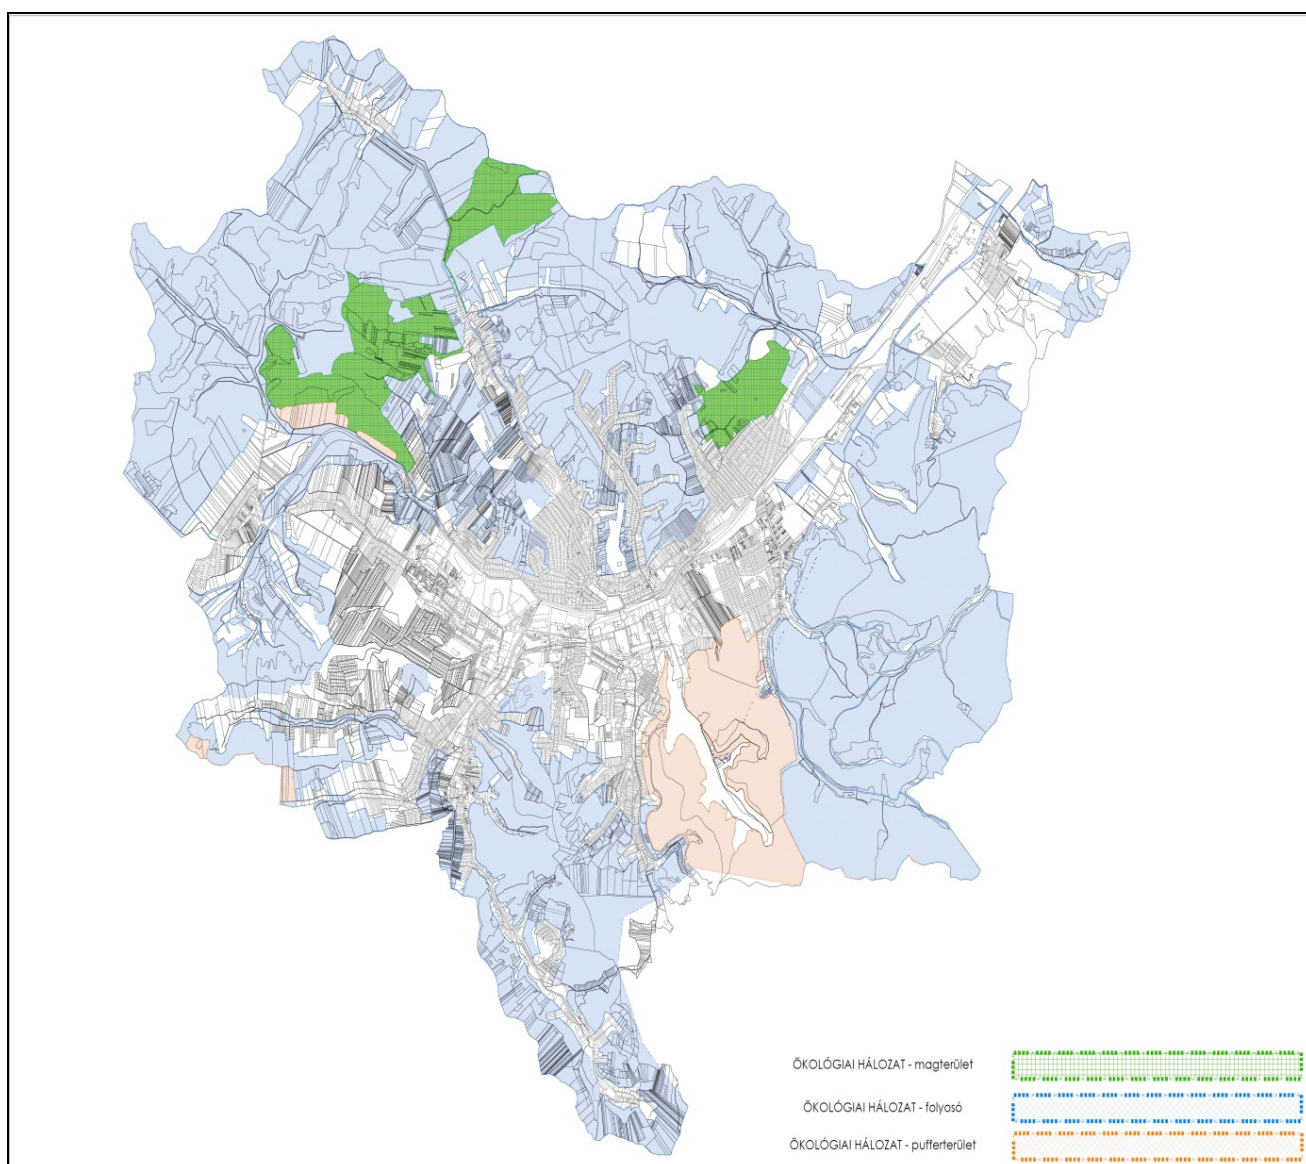 ÖKOLÓGIAI HÁLOZAT - magterület
ÖKOLÓGIAI HÁLOZAT - folyosó
ÖKOLÓGIAI HÁLOZAT - pufferterület